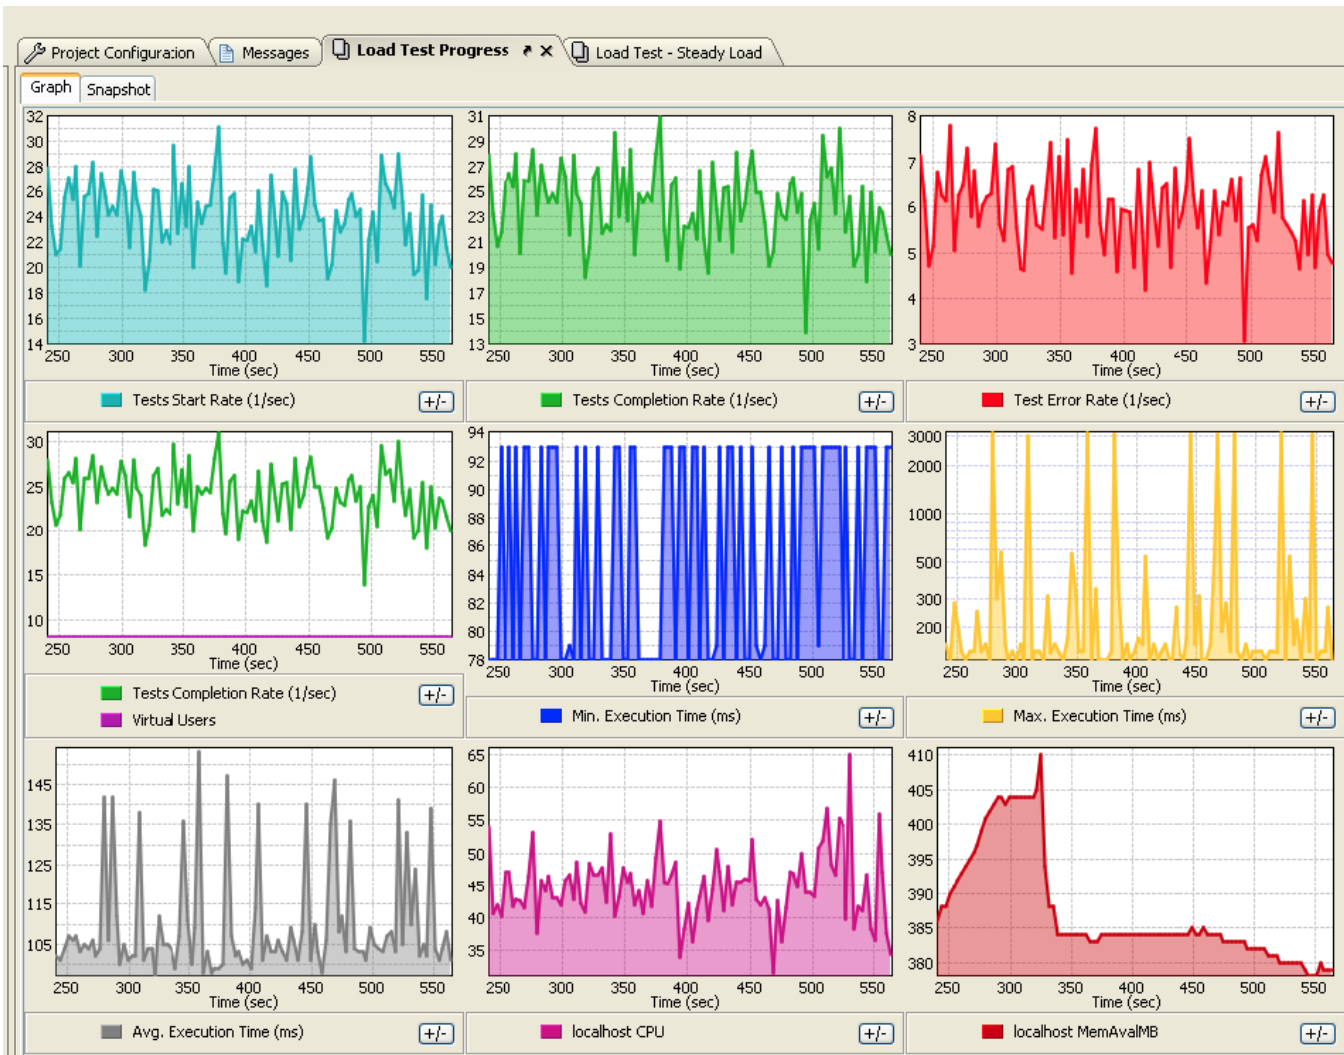 Project Configuration Messages Load Test Progress Load Test - Steady Load
Graph Snapshot
32 30 28 26 24 22 20 18 16 14
250 300 350 400 450 500 550
Time (sec)
Tests Start Rate (1/sec) +/-
31 29 27 25 23 21 19 17 15 13
250 300 350 400 450 500 550
Time (sec)
Tests Completion Rate (1/sec) +/-
8 7 6 5 4 3
250 300 350 400 450 500 550
Time (sec)
Test Error Rate (1/sec) +/-
30 25 20 15 10
250 300 350 400 450 500 550
Time (sec)
Tests Completion Rate (1/sec) +/-
Virtual Users
94 92 90 88 86 84 82 80 78
250 300 350 400 450 500 550
Time (sec)
Min. Execution Time (ms) +/-
3000 2000 1000 500 300 200
250 300 350 400 450 500 550
Time (sec)
Max. Execution Time (ms) +/-
145 135 125 115 105
250 300 350 400 450 500 550
Time (sec)
Avg. Execution Time (ms) +/-
65 60 55 50 45 40 35
250 300 350 400 450 500 550
Time (sec)
localhost CPU +/-
410 405 400 395 390 385 380
250 300 350 400 450 500 550
Time (sec)
localhost MemAvalMB +/-